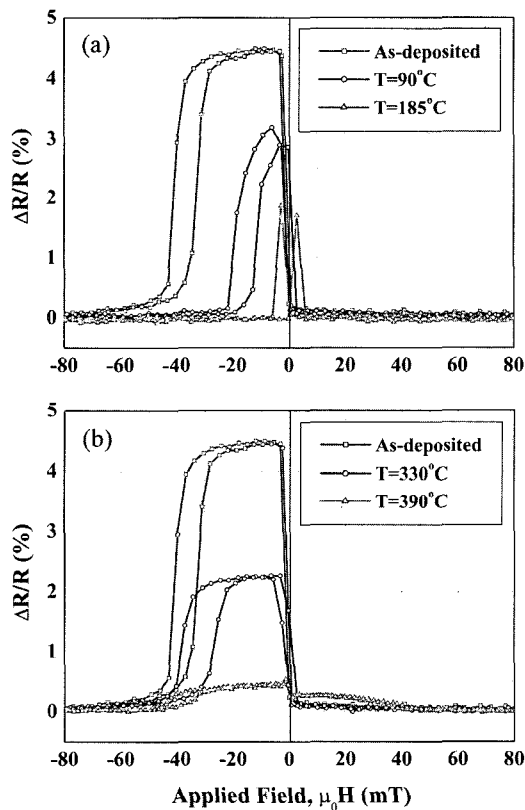 (a)
As-deposited
T=90°C
T=185°C
ΔR/R (%)
5
4
3
2
1
0
-80 -60 -40 -20 0 20 40 60 80
(b)
As-deposited
T=330°C
T=390°C
ΔR/R (%)
5
4
3
2
1
0
-80 -60 -40 -20 0 20 40 60 80
Applied Field, μ₀H (mT)